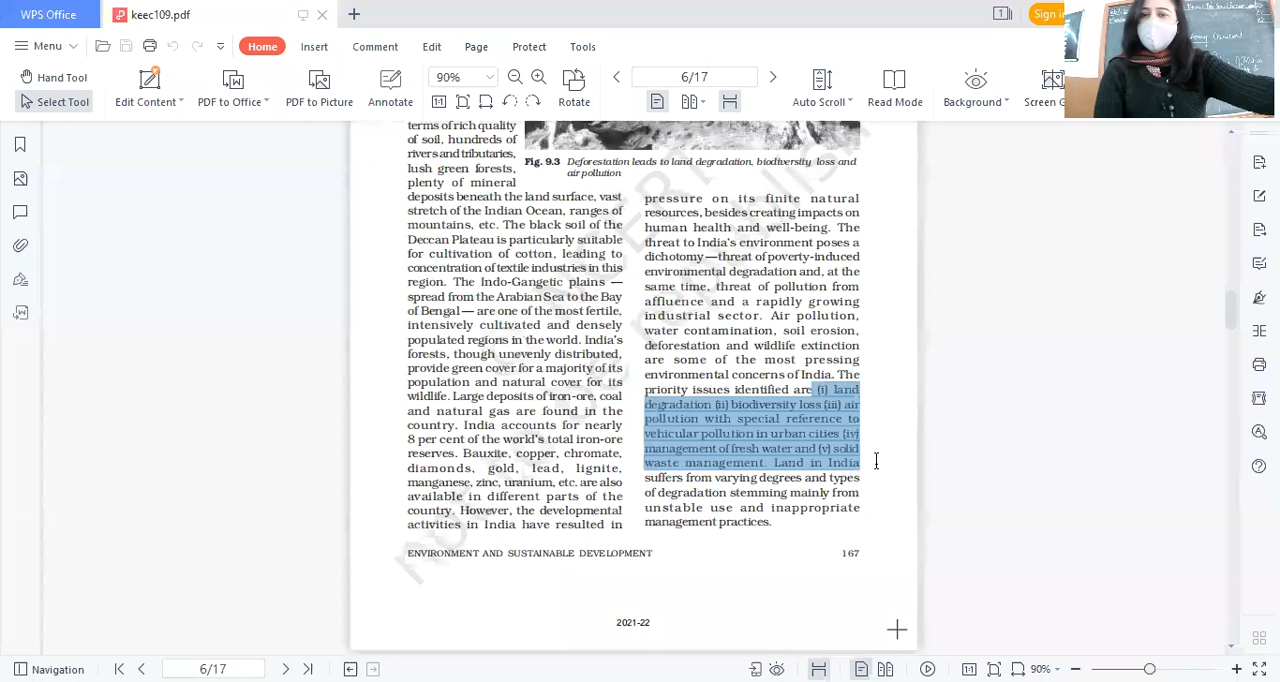 WPS Office
keec109.pdf
1
Sign in
Menu
Home
Insert
Comment
Edit
Page
Protect
Tools
Hand Tool
Select Tool
Edit Content
PDF to Office
PDF to Picture
Annotate
90%
Rotate
6/17
Auto Scroll
Read Mode
Background
Screen G
terms of rich quality
of soil, hundreds of
rivers and tributaries,
lush green forests,
plenty of mineral
deposits beneath the land surface, vast
stretch of the Indian Ocean, ranges of
mountains, etc. The black soil of the
Deccan Plateau is particularly suitable
for cultivation of cotton, leading to
concentration of textile industries in this
region. The Indo-Gangetic plains —
spread from the Arabian Sea to the Bay
of Bengal — are one of the most fertile,
intensively cultivated and densely
populated regions in the world. India's
forests, though unevenly distributed,
provide green cover for a majority of its
population and natural cover for its
wildlife. Large deposits of iron-ore, coal
and natural gas are found in the
country. India accounts for nearly
8 per cent of the world's total iron-ore
reserves. Bauxite, copper, chromate,
diamonds, gold, lead, lignite,
manganese, zinc, uranium, etc. are also
available in different parts of the
country. However, the developmental
activities in India have resulted in
Fig. 9.3 Deforestation leads to land degradation, biodiversity loss and
air pollution
pressure on its finite natural
resources, besides creating impacts on
human health and well-being. The
threat to India's environment poses a
dichotomy—threat of poverty-induced
environmental degradation and, at the
same time, threat of pollution from
affluence and a rapidly growing
industrial sector. Air pollution,
water contamination, soil erosion,
deforestation and wildlife extinction
are some of the most pressing
environmental concerns of India. The
priority issues identified are (i) land
degradation (ii) biodiversity loss (iii) air
pollution with special reference to
vehicular pollution in urban cities (iv)
management of fresh water and (v) solid
waste management. Land in India
suffers from varying degrees and types
of degradation stemming mainly from
unstable use and inappropriate
management practices.
ENVIRONMENT AND SUSTAINABLE DEVELOPMENT 167
2021-22
Navigation
6/17
90%